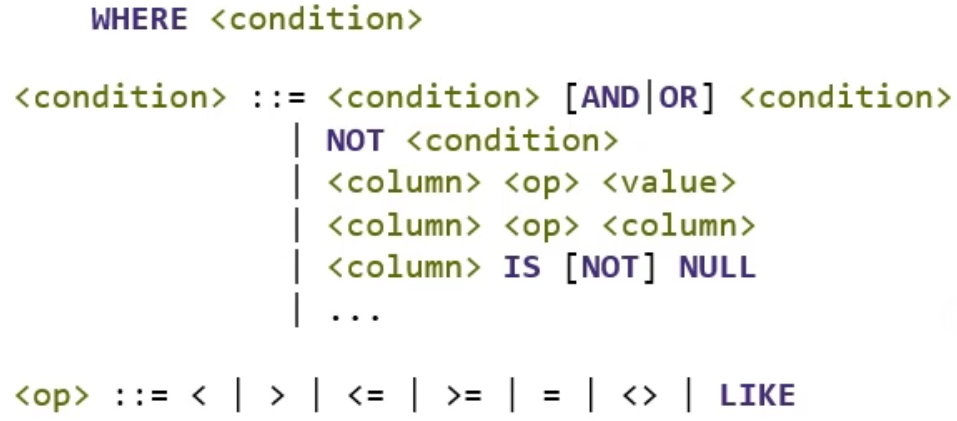 WHERE <condition>
<condition> ::= <condition> [AND|OR] <condition>
| NOT <condition>
| <column> <op> <value>
| <column> <op> <column>
| <column> IS [NOT] NULL
| ...
<op> ::= < | > | <= | >= | = | <> | LIKE